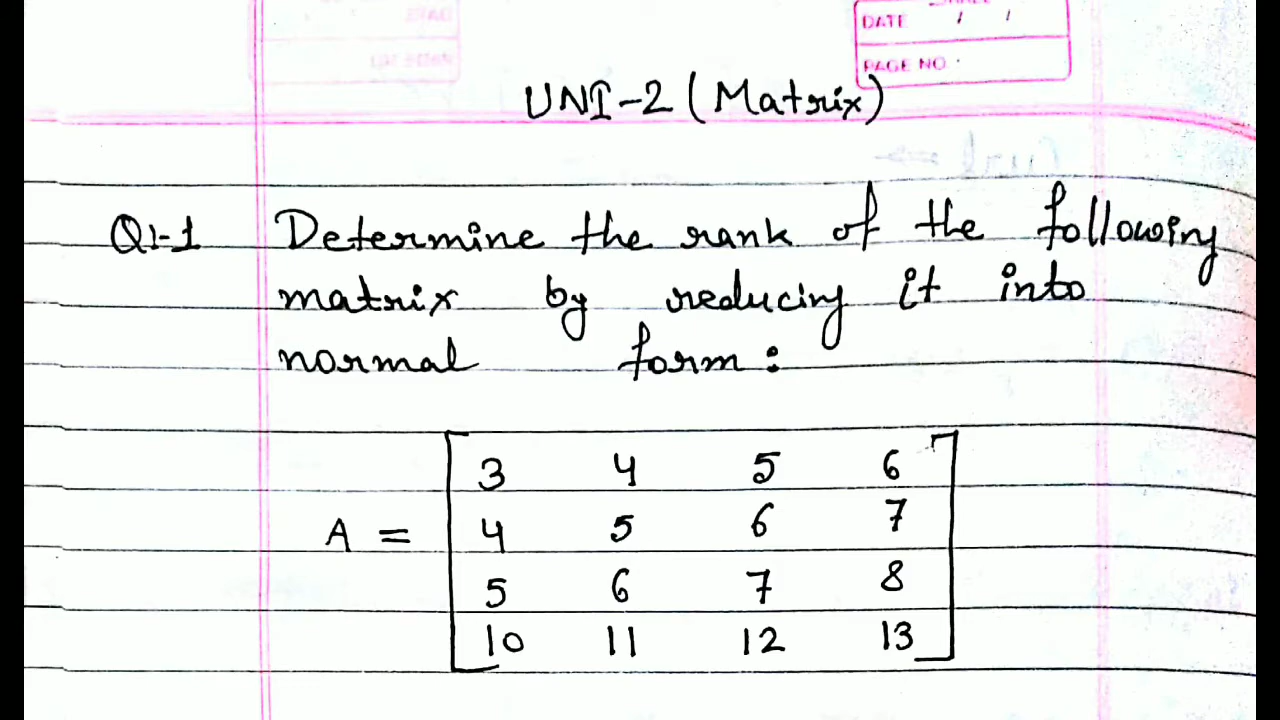 DATE / /
PAGE NO.
UNI-2 (Matrix)
Q1-1 Determine the rank of the following
matrix by reducing it into
normal form:
3 4 5 6
A = 4 5 6 7
5 6 7 8
10 11 12 13